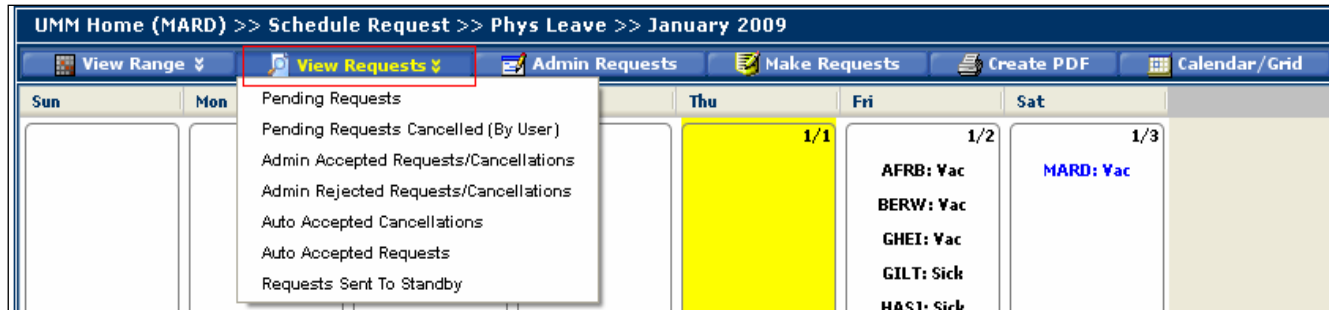 UMM Home (MARD) >> Schedule Request >> Phys Leave >> January 2009
View Range View Requests Admin Requests Make Requests Create PDF Calendar/Grid
Sun Mon Thu Fri Sat
Pending Requests
Pending Requests Cancelled (By User)
Admin Accepted Requests/Cancellations
Admin Rejected Requests/Cancellations
Auto Accepted Cancellations
Auto Accepted Requests
Requests Sent To Standby
1/1
1/2
AFRB: Vac
BERW: Vac
GHEI: Vac
GILT: Sick
HASJ: Sick
1/3
MARD: Vac